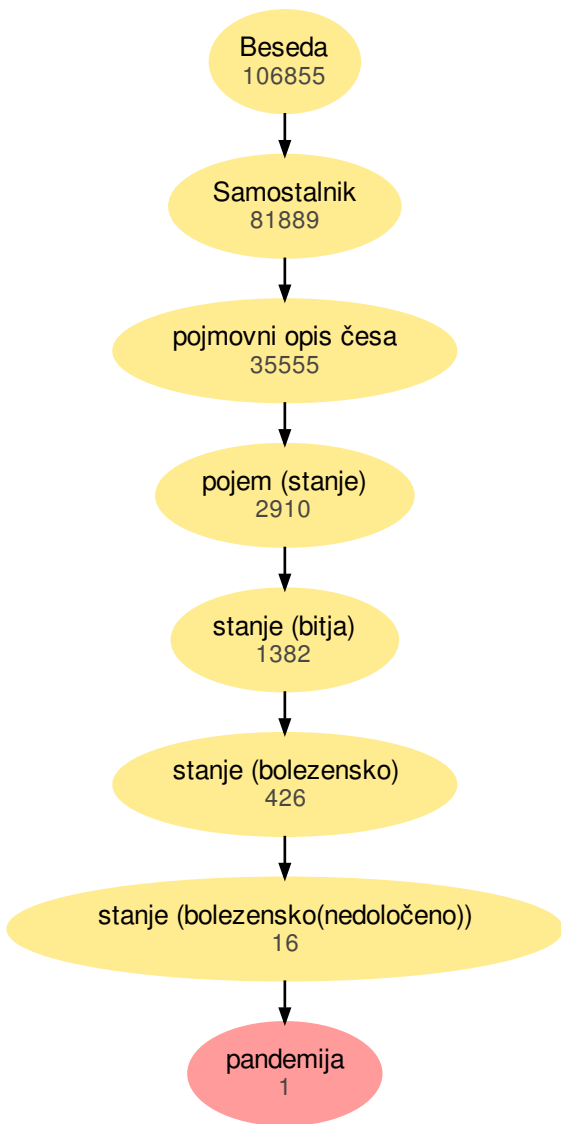 Beseda
106855
Samostalnik
81889
pojmovni opis česa
35555
pojem (stanje)
2910
stanje (bitja)
1382
stanje (bolezensko)
426
stanje (bolezensko(nedoločeno))
16
pandemija
1